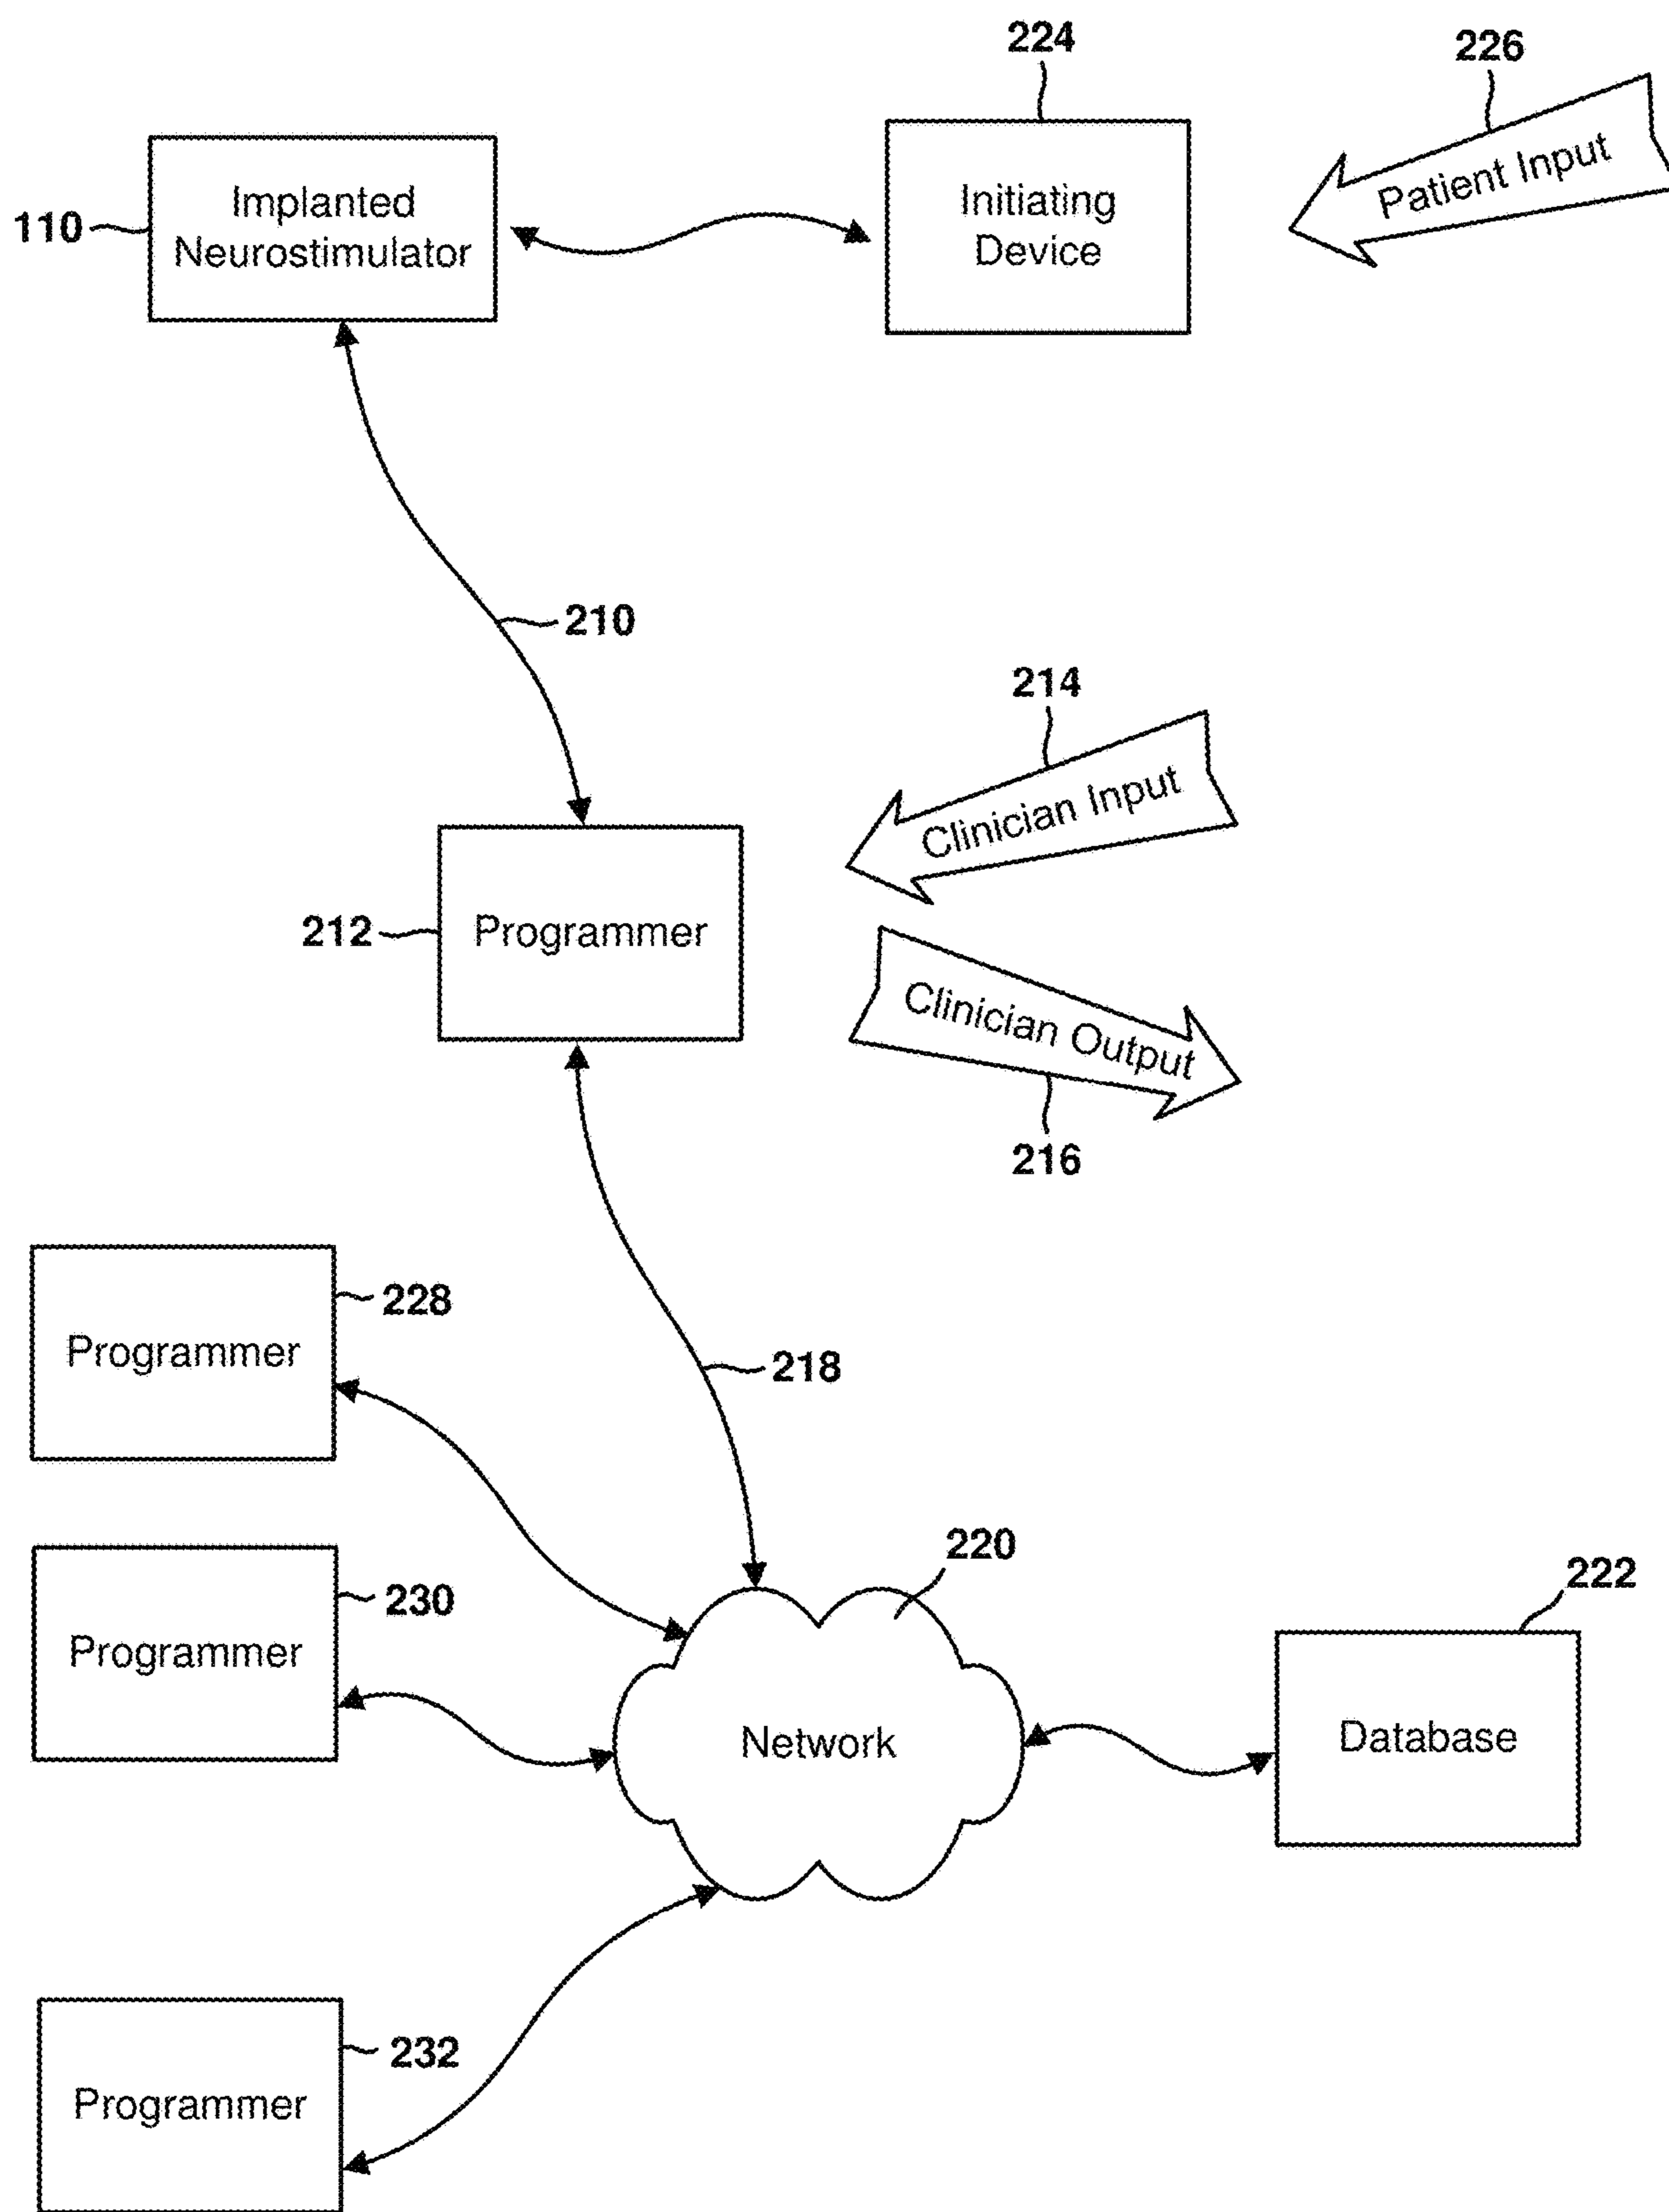 224
226
Implanted
Neurostimulator
110
Initiating
Device
Patient Input
210
214
Clinician Input
212
Programmer
Clinician Output
216
228
Programmer
218
220
222
230
Programmer
Network
Database
232
Programmer